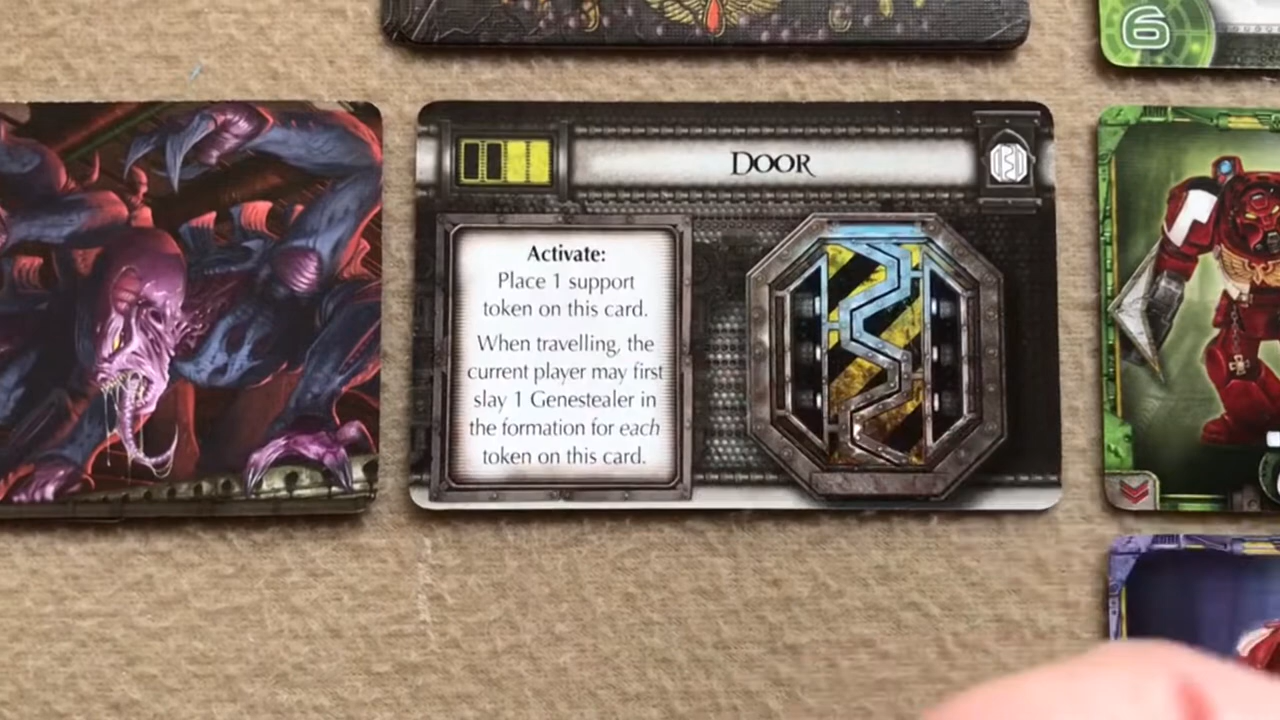 6
DOOR
Activate:
Place 1 support
token on this card.
When travelling, the
current player may first
slay 1 Genestealer in
the formation for each
token on this card.